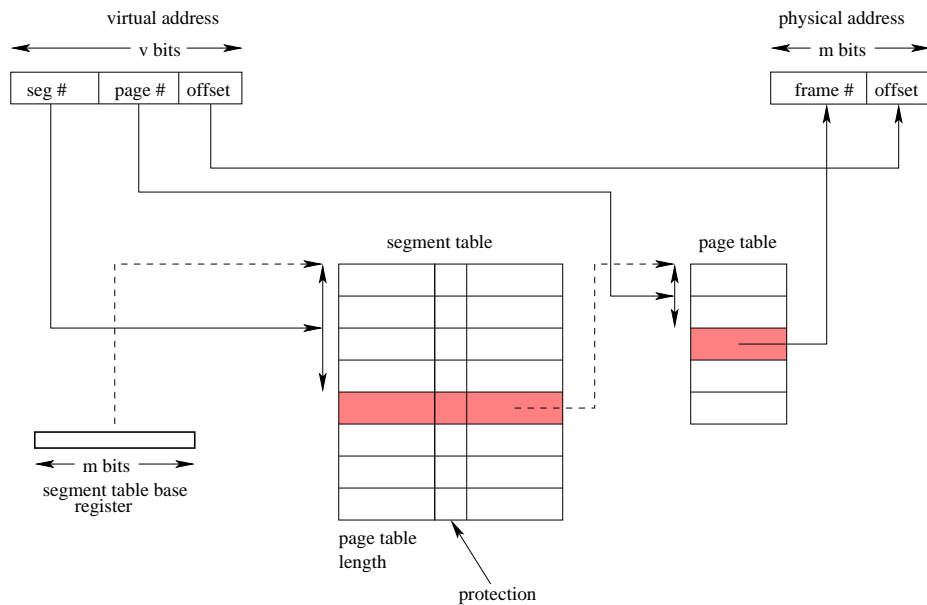 virtual address
physical address
v bits
m bits
seg #
page #
offset
frame #
offset
segment table
page table
m bits
segment table base
register
page table
length
protection